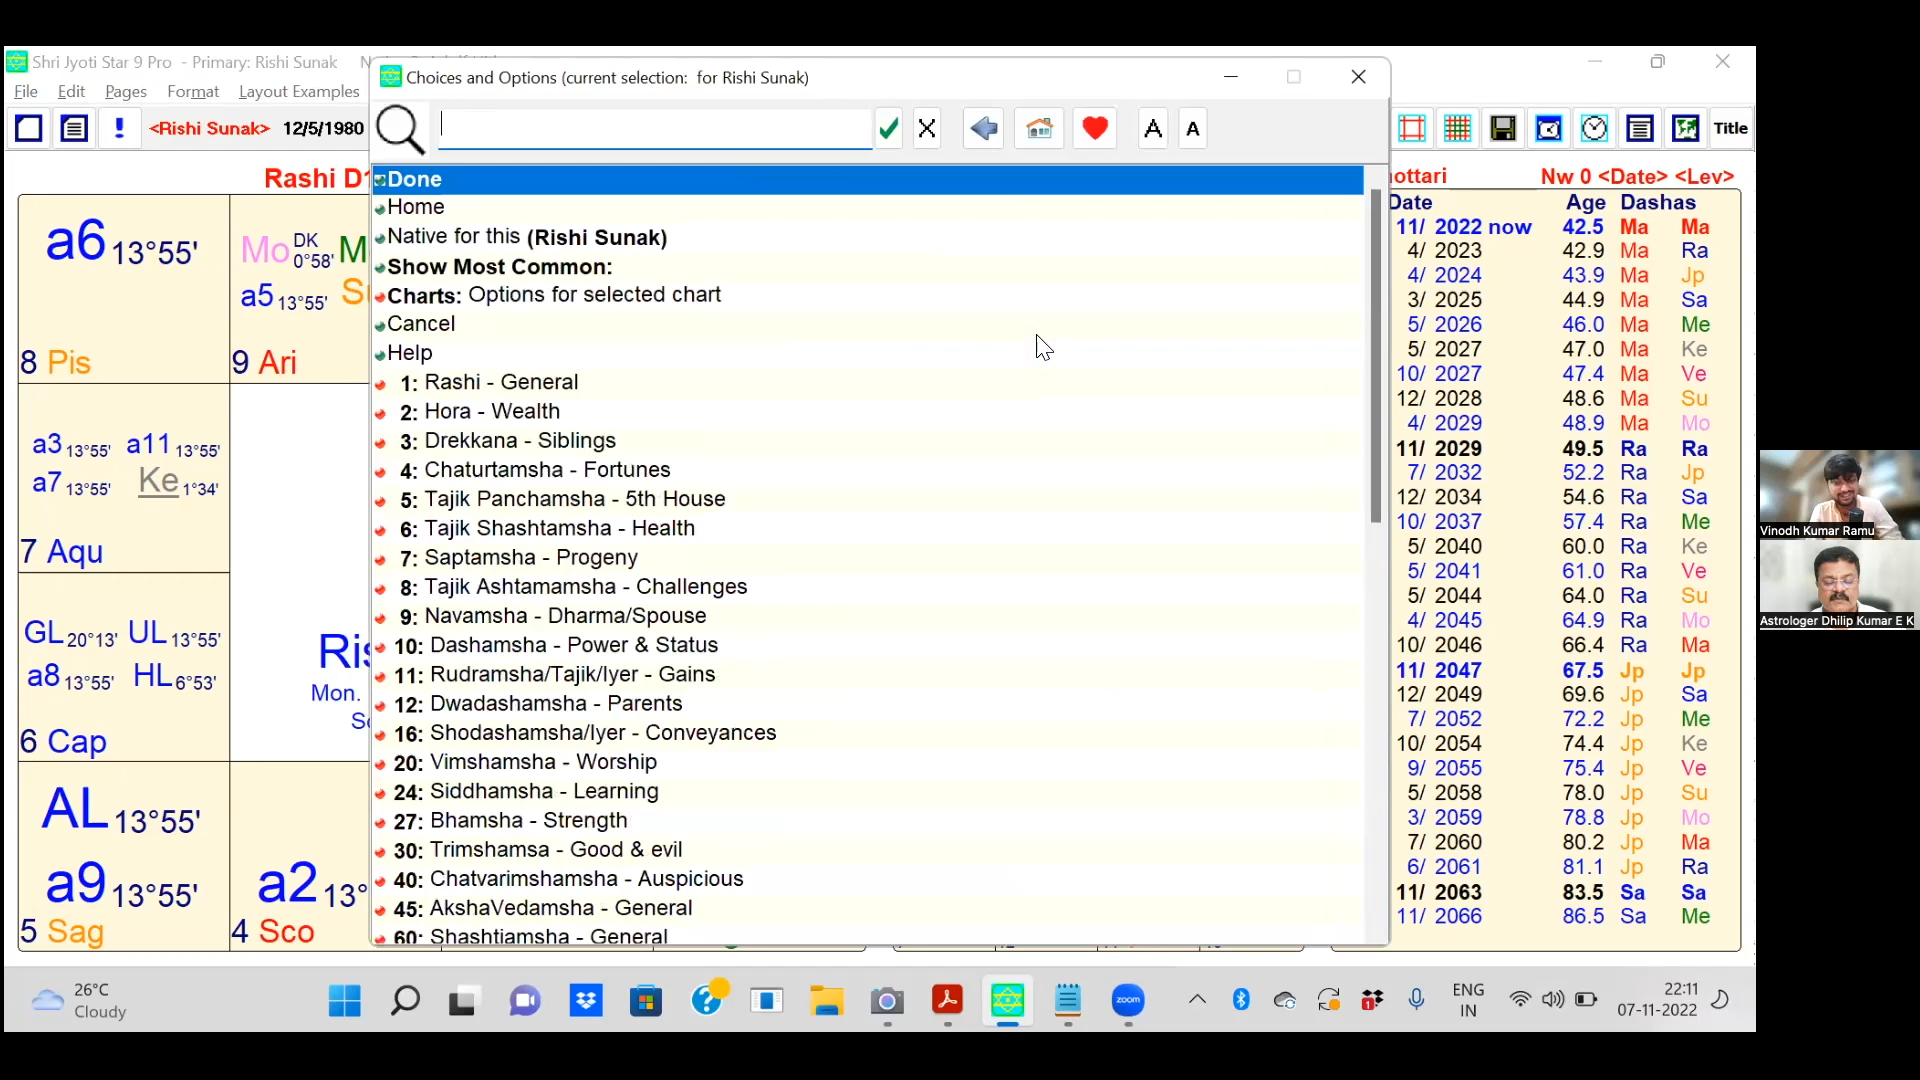 Shri Jyoti Star 9 Pro - Primary: Rishi Sunak
File Edit Pages Format Layout Examples
<Rishi Sunak> 12/5/1980
Choices and Options (current selection: for Rishi Sunak)
A A
Title
Rashi
a6 13°55'
8 Pis
Mo DK 0°58'
a5 13°55'
9 Ari
a3 13°55' a11 13°55'
a7 13°55' Ke 1°34'
7 Aqu
GL 20°13' UL 13°55'
a8 13°55' HL 6°53'
6 Cap
Mon.
AL 13°55'
a9 13°55'
5 Sag
a2 13°
4 Sco
Done
Home
Native for this (Rishi Sunak)
Show Most Common:
Charts: Options for selected chart
Cancel
Help
1: Rashi - General
2: Hora - Wealth
3: Drekkana - Siblings
4: Chaturtamsha - Fortunes
5: Tajik Panchamsha - 5th House
6: Tajik Shashtamsha - Health
7: Saptamsha - Progeny
8: Tajik Ashtamamsha - Challenges
9: Navamsha - Dharma/Spouse
10: Dashamsha - Power & Status
11: Rudramsha/Tajik/Iyer - Gains
12: Dwadashamsha - Parents
16: Shodashamsha/Iyer - Conveyances
20: Vimshamsha - Worship
24: Siddhamsha - Learning
27: Bhamsha - Strength
30: Trimshamsa - Good & evil
40: Chatvarimshamsha - Auspicious
45: AkshaVedamsha - General
60: Shashtiamsha - General
ottari Nw 0 <Date> <Lev>
Date Age Dashas
11/ 2022 now 42.5 Ma Ma
4/ 2023 42.9 Ma Ra
4/ 2024 43.9 Ma Jp
3/ 2025 44.9 Ma Sa
5/ 2026 46.0 Ma Me
5/ 2027 47.0 Ma Ke
10/ 2027 47.4 Ma Ve
12/ 2028 48.6 Ma Su
4/ 2029 48.9 Ma Mo
11/ 2029 49.5 Ra Ra
7/ 2032 52.2 Ra Jp
12/ 2034 54.6 Ra Sa
10/ 2037 57.4 Ra Me
5/ 2040 60.0 Ra Ke
5/ 2041 61.0 Ra Ve
5/ 2044 64.0 Ra Su
4/ 2045 64.9 Ra Mo
10/ 2046 66.4 Ra Ma
11/ 2047 67.5 Jp Jp
12/ 2049 69.6 Jp Sa
7/ 2052 72.2 Jp Me
10/ 2054 74.4 Jp Ke
9/ 2055 75.4 Jp Ve
5/ 2058 78.0 Jp Su
3/ 2059 78.8 Jp Mo
7/ 2060 80.2 Jp Ma
6/ 2061 81.1 Jp Ra
11/ 2063 83.5 Sa Sa
11/ 2066 86.5 Sa Me
Vinodh Kumar Ramu
Astrologer Dhilip Kumar E K
26°C
Cloudy
zoom
ENG
IN
22:11
07-11-2022